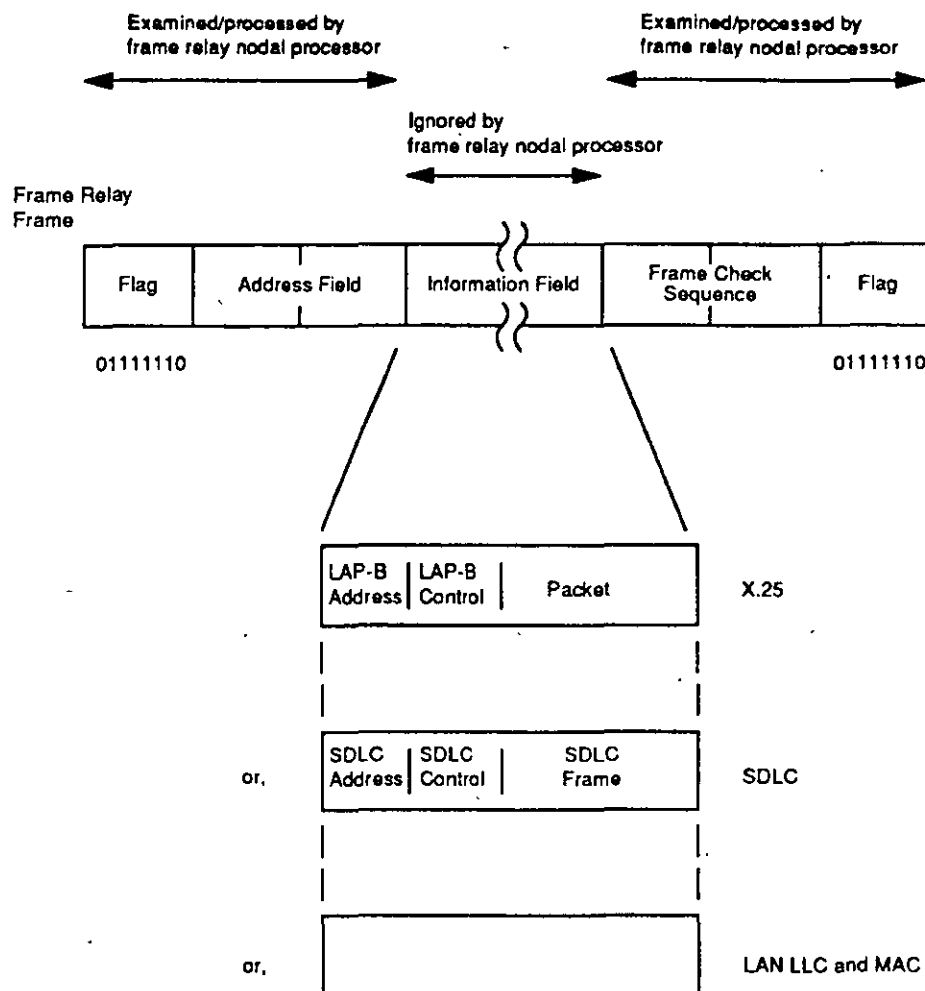 Examined/processed by
frame relay nodal processor
Examined/processed by
frame relay nodal processor
Ignored by
frame relay nodal processor
Frame Relay
Frame
Flag
Address Field
Information Field
Frame Check
Sequence
Flag
01111110
01111110
LAP-B
Address
LAP-B
Control
Packet
X.25
or,
SDLC
Address
SDLC
Control
SDLC
Frame
SDLC
or,
LAN LLC and MAC